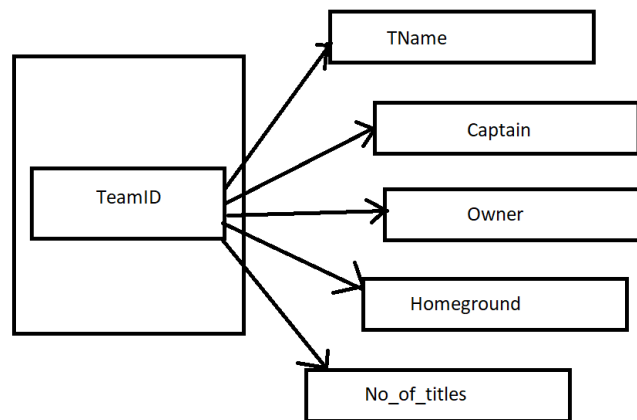 TName
Captain
TeamID
Owner
Homeground
No_of_titles